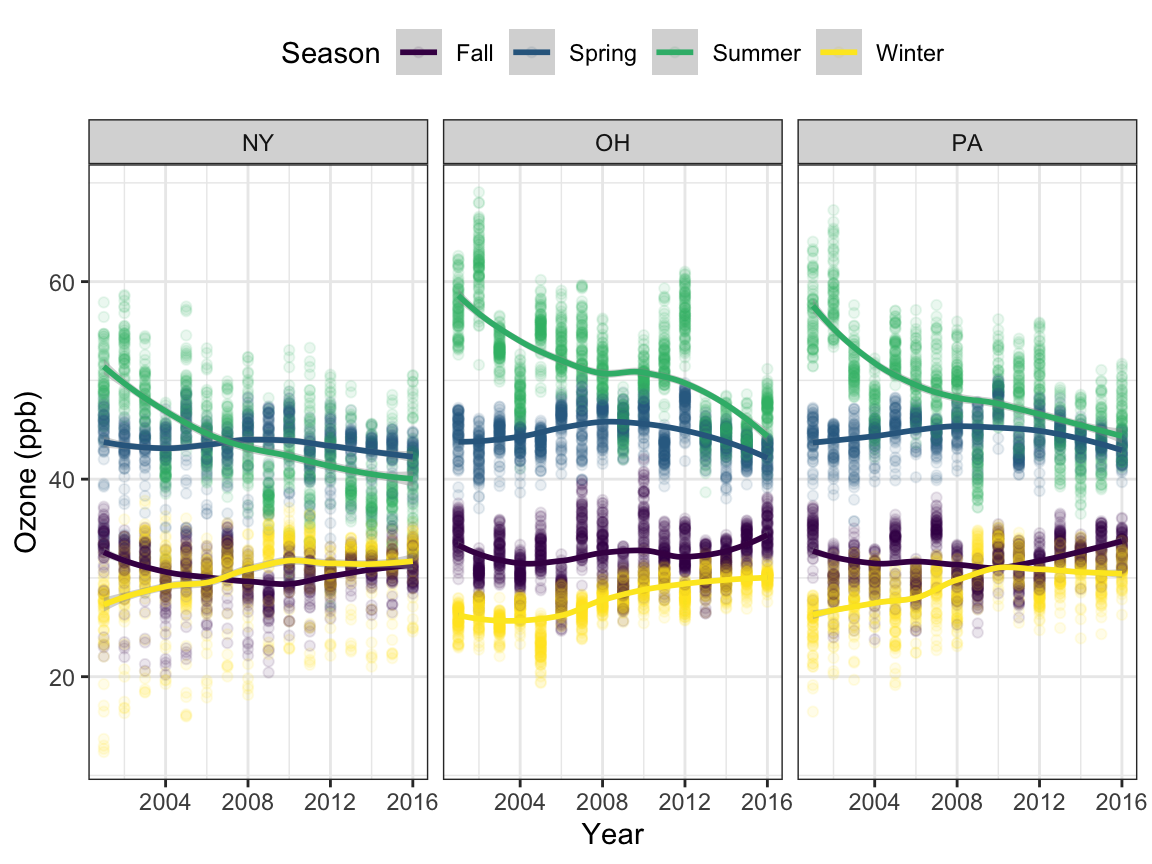 Season Fall Spring Summer Winter
NY OH PA
Ozone (ppb)
60
40
20
2004 2008 2012 2016 2004 2008 2012 2016 2004 2008 2012 2016
Year